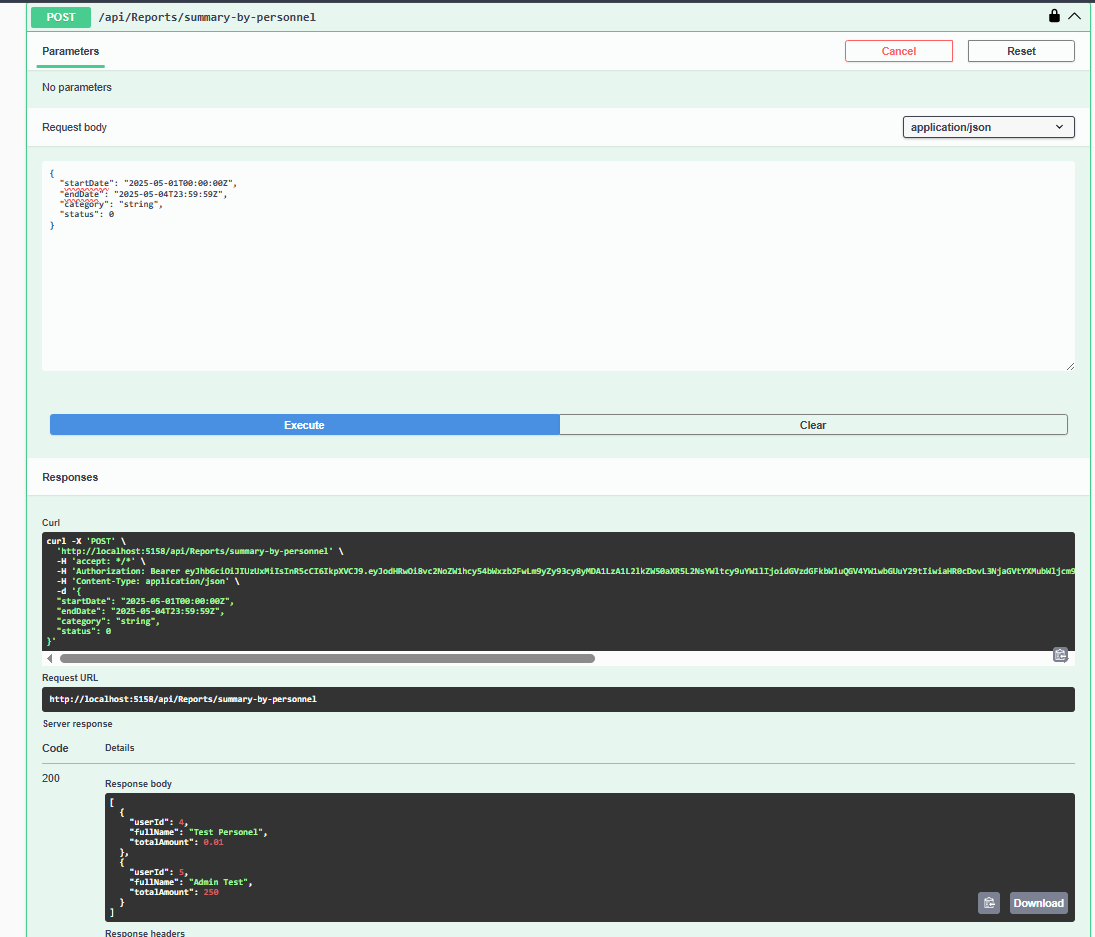 POST /api/Reports/summary-by-personnel
Parameters
Cancel
Reset
No parameters
Request body
application/json
{
  "startDate": "2025-05-01T00:00:00Z",
  "endDate": "2025-05-04T23:59:59Z",
  "category": "string",
  "status": 0
}
Execute
Clear
Responses
Curl
curl -X 'POST' \
  'http://localhost:5158/api/Reports/summary-by-personnel' \
  -H 'accept: */*' \
  -H 'Authorization: Bearer
  -H 'Content-Type: application/json' \
  -d '{
  "startDate": "2025-05-01T00:00:00Z",
  "endDate": "2025-05-04T23:59:59Z",
  "category": "string",
  "status": 0
}'
Request URL
http://localhost:5158/api/Reports/summary-by-personnel
Server response
Code Details
200
Response body
[
  {
    "userId": 4,
    "fullName": "Test Personel",
    "totalAmount": 0.01
  },
  {
    "userId": 5,
    "fullName": "Admin Test",
    "totalAmount": 250
  }
]
Download
Response headers